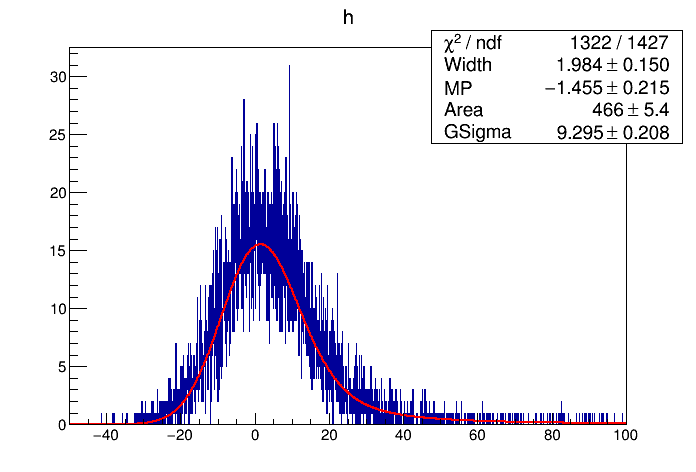 h
χ² / ndf 1322 / 1427
Width 1.984 ± 0.150
MP −1.455 ± 0.215
Area 466 ± 5.4
GSigma 9.295 ± 0.208
30
25
20
15
10
5
0
−40 −20 0 20 40 60 80 100